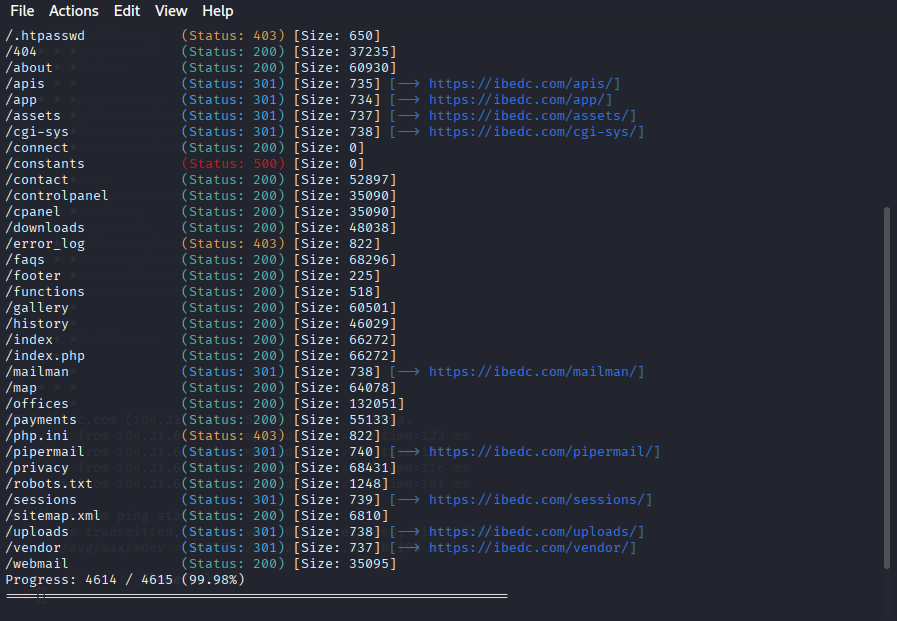 File Actions Edit View Help
/.htpasswd (Status: 403) [Size: 650]
/404 (Status: 200) [Size: 37235]
/about (Status: 200) [Size: 60930]
/apis (Status: 301) [Size: 735] [--> https://ibedc.com/apis/]
/app (Status: 301) [Size: 734] [--> https://ibedc.com/app/]
/assets (Status: 301) [Size: 737] [--> https://ibedc.com/assets/]
/cgi-sys (Status: 301) [Size: 738] [--> https://ibedc.com/cgi-sys/]
/connect (Status: 200) [Size: 0]
/constants (Status: 500) [Size: 0]
/contact (Status: 200) [Size: 52897]
/controlpanel (Status: 200) [Size: 35090]
/cpanel (Status: 200) [Size: 35090]
/downloads (Status: 200) [Size: 48038]
/error_log (Status: 403) [Size: 822]
/faqs (Status: 200) [Size: 68296]
/footer (Status: 200) [Size: 225]
/functions (Status: 200) [Size: 518]
/gallery (Status: 200) [Size: 60501]
/history (Status: 200) [Size: 46029]
/index (Status: 200) [Size: 66272]
/index.php (Status: 200) [Size: 66272]
/mailman (Status: 301) [Size: 738] [--> https://ibedc.com/mailman/]
/map (Status: 200) [Size: 64078]
/offices (Status: 200) [Size: 132051]
/payments (Status: 200) [Size: 55133]
/php.ini (Status: 403) [Size: 822]
/pipermail (Status: 301) [Size: 740] [--> https://ibedc.com/pipermail/]
/privacy (Status: 200) [Size: 68431]
/robots.txt (Status: 200) [Size: 1248]
/sessions (Status: 301) [Size: 739] [--> https://ibedc.com/sessions/]
/sitemap.xml (Status: 200) [Size: 6810]
/uploads (Status: 301) [Size: 738] [--> https://ibedc.com/uploads/]
/vendor (Status: 301) [Size: 737] [--> https://ibedc.com/vendor/]
/webmail (Status: 200) [Size: 35095]
Progress: 4614 / 4615 (99.98%)
===============================================================